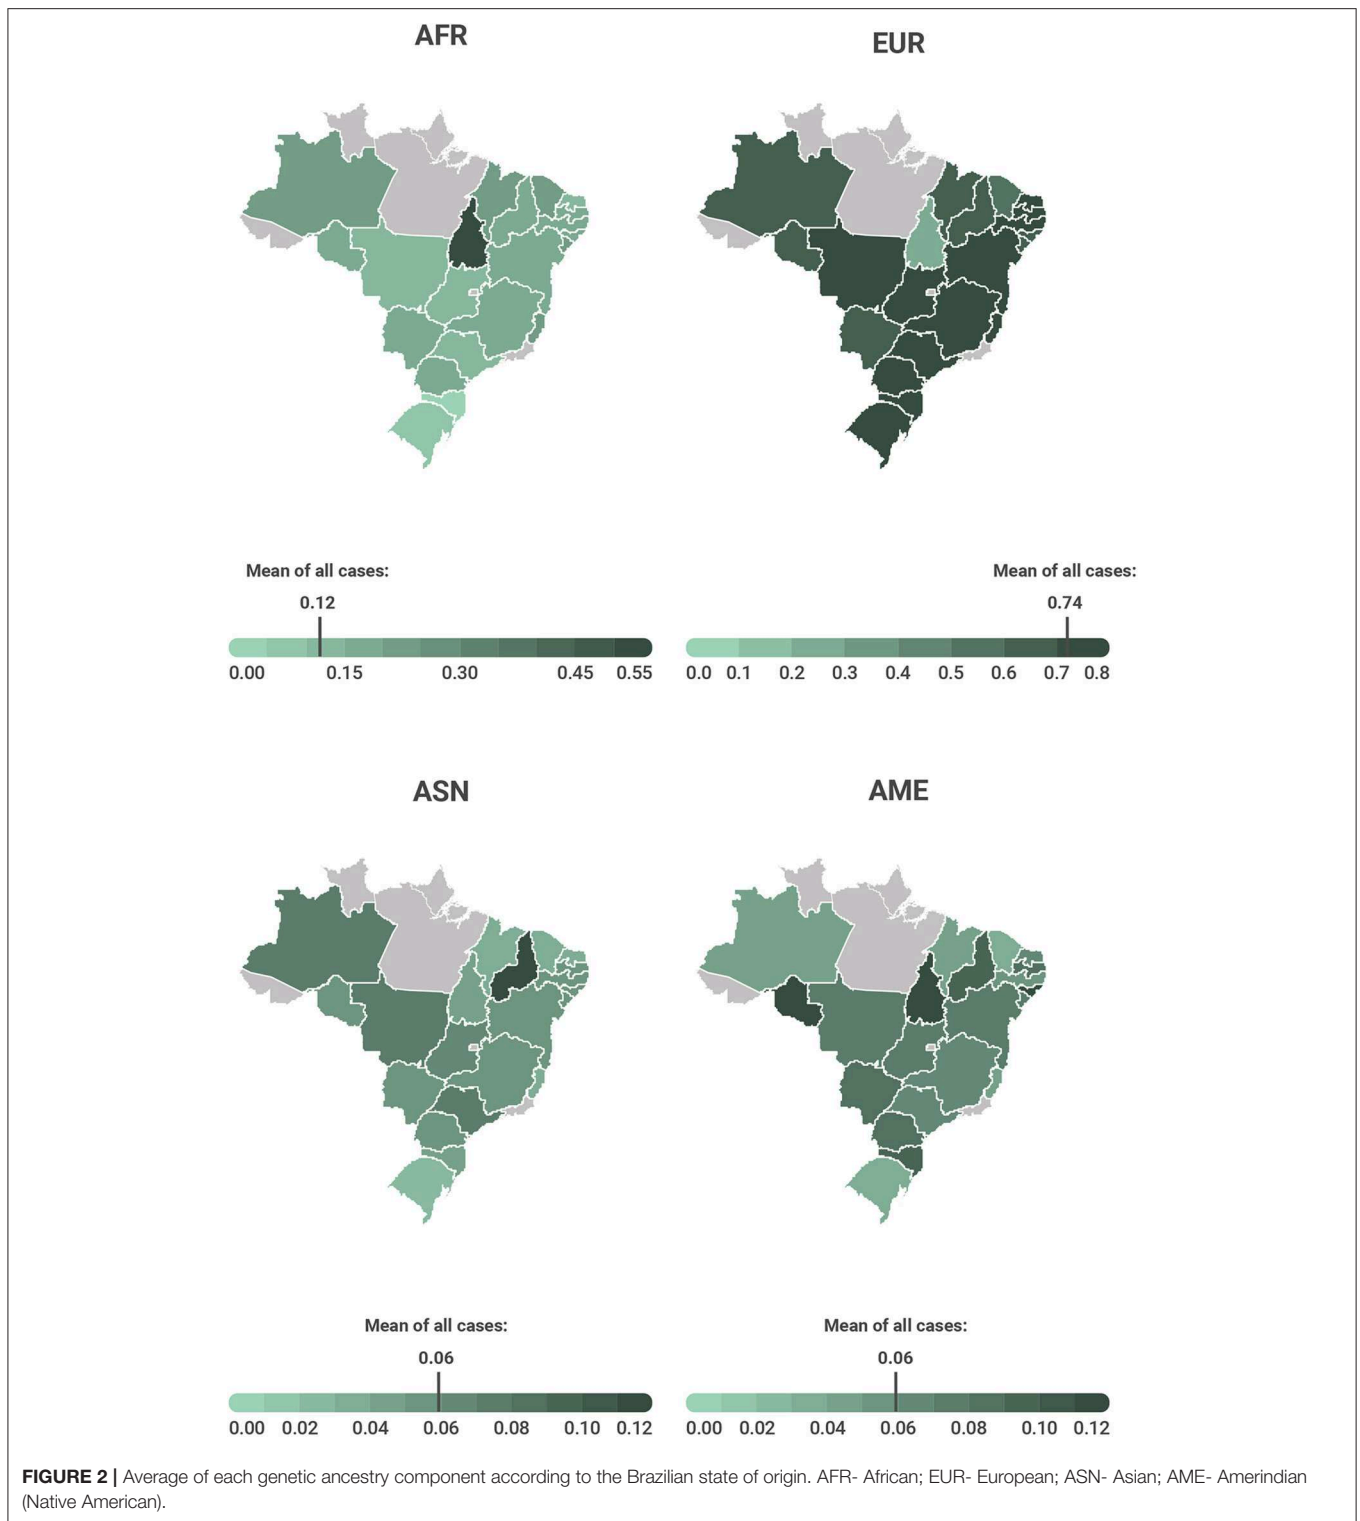 AFR
EUR
Mean of all cases:
0.12
0.00 0.15 0.30 0.45 0.55
Mean of all cases:
0.74
0.0 0.1 0.2 0.3 0.4 0.5 0.6 0.7 0.8
ASN
AME
Mean of all cases:
0.06
0.00 0.02 0.04 0.06 0.08 0.10 0.12
Mean of all cases:
0.06
0.00 0.02 0.04 0.06 0.08 0.10 0.12
FIGURE 2 | Average of each genetic ancestry component according to the Brazilian state of origin. AFR- African; EUR- European; ASN- Asian; AME- Amerindian
(Native American).